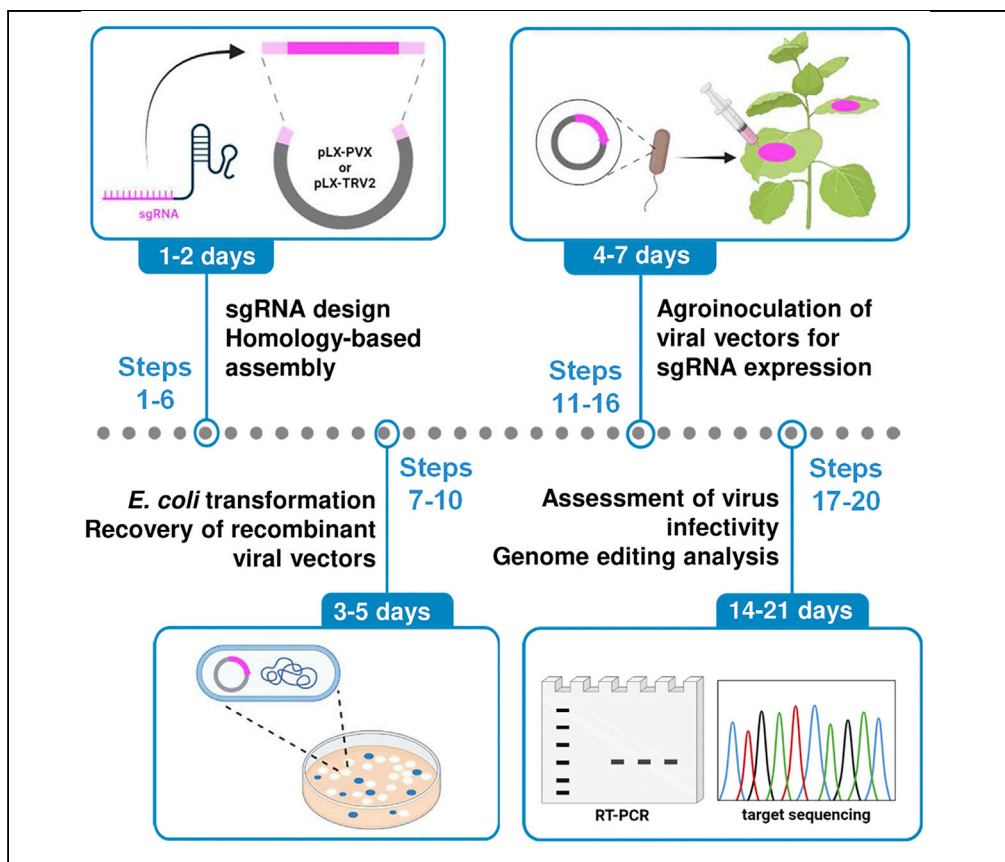 pLX-PVX
or
pLX-TRV2
sgRNA
1-2 days
4-7 days
sgRNA design
Homology-based
assembly
Steps
1-6
Agroinoculation of
viral vectors for
sgRNA expression
Steps
11-16
E. coli transformation
Recovery of recombinant
viral vectors
Steps
7-10
Assessment of virus
infectivity
Genome editing analysis
Steps
17-20
3-5 days
14-21 days
RT-PCR
target sequencing